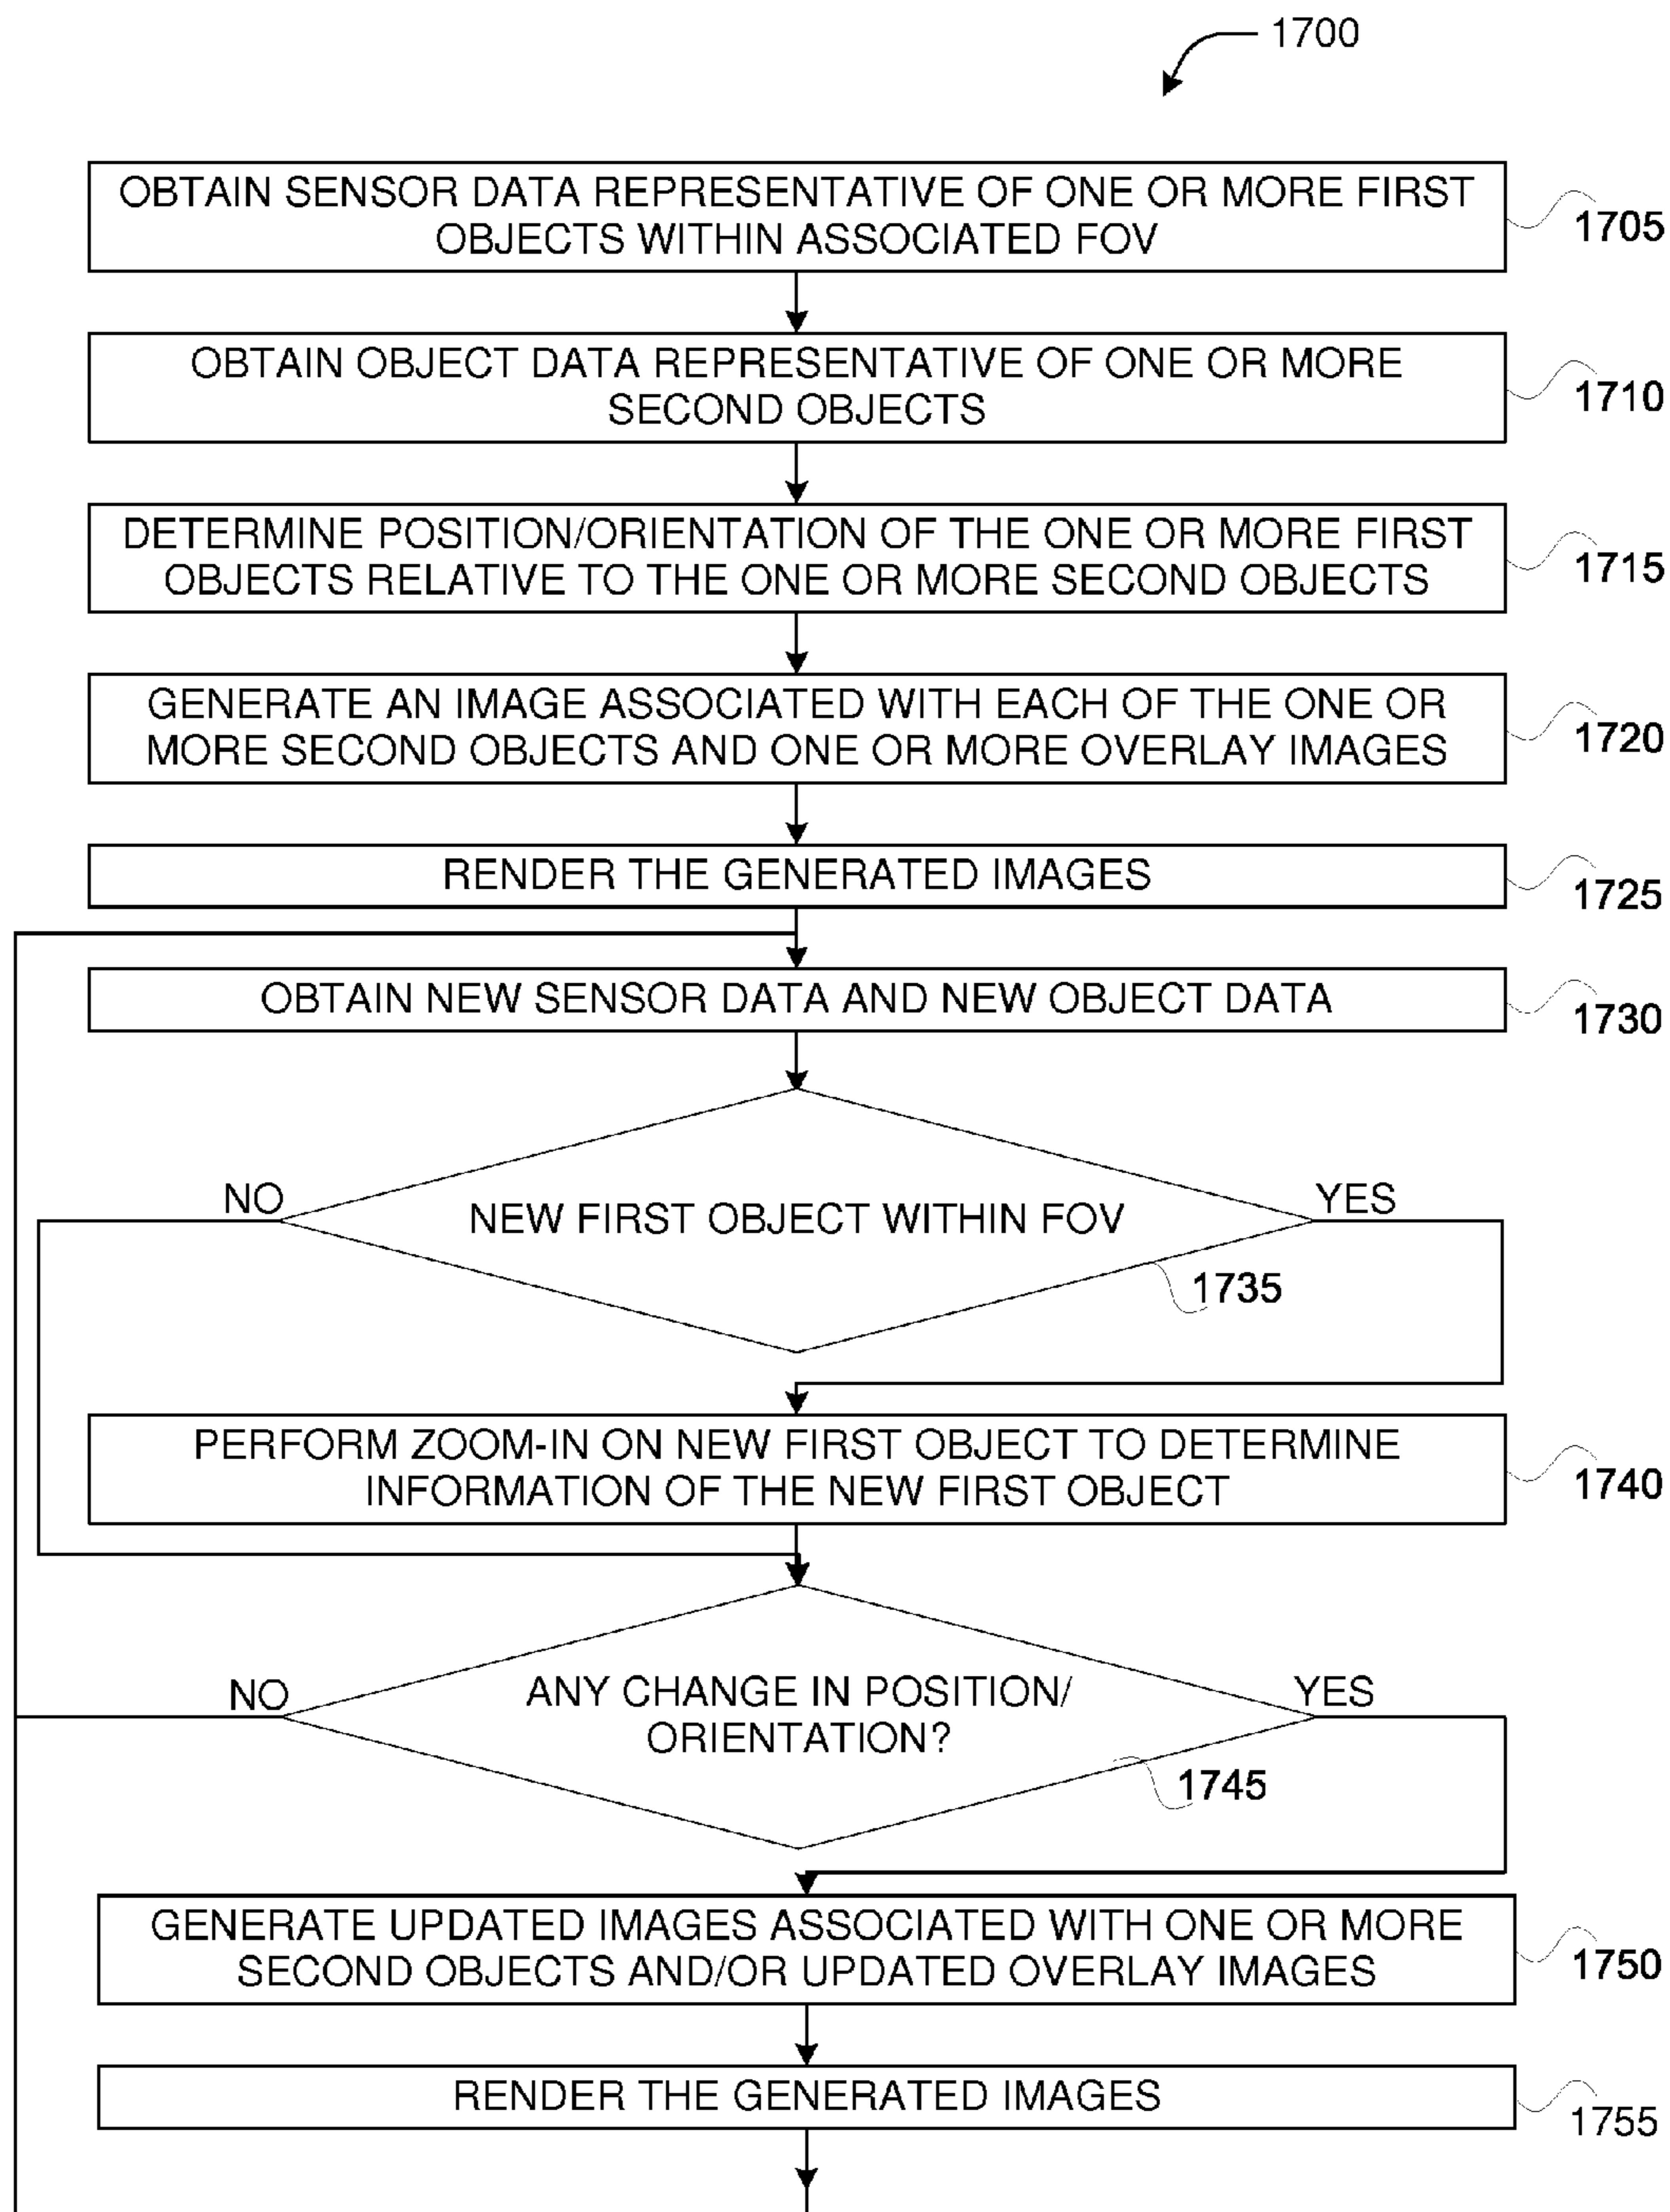 1700
OBTAIN SENSOR DATA REPRESENTATIVE OF ONE OR MORE FIRST
OBJECTS WITHIN ASSOCIATED FOV
1705
OBTAIN OBJECT DATA REPRESENTATIVE OF ONE OR MORE
SECOND OBJECTS
1710
DETERMINE POSITION/ORIENTATION OF THE ONE OR MORE FIRST
OBJECTS RELATIVE TO THE ONE OR MORE SECOND OBJECTS
1715
GENERATE AN IMAGE ASSOCIATED WITH EACH OF THE ONE OR
MORE SECOND OBJECTS AND ONE OR MORE OVERLAY IMAGES
1720
RENDER THE GENERATED IMAGES
1725
OBTAIN NEW SENSOR DATA AND NEW OBJECT DATA
1730
NO
NEW FIRST OBJECT WITHIN FOV
YES
1735
PERFORM ZOOM-IN ON NEW FIRST OBJECT TO DETERMINE
INFORMATION OF THE NEW FIRST OBJECT
1740
NO
ANY CHANGE IN POSITION/
ORIENTATION?
YES
1745
GENERATE UPDATED IMAGES ASSOCIATED WITH ONE OR MORE
SECOND OBJECTS AND/OR UPDATED OVERLAY IMAGES
1750
RENDER THE GENERATED IMAGES
1755